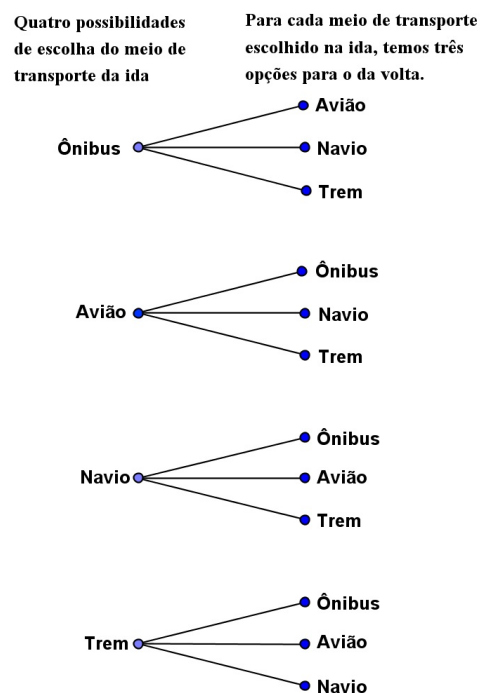 Quatro possibilidades
de escolha do meio de
transporte da ida
Para cada meio de transporte
escolhido na ida, temos três
opções para o da volta.
Ônibus
Avião
Navio
Trem
Avião
Ônibus
Navio
Trem
Navio
Ônibus
Avião
Trem
Trem
Ônibus
Avião
Navio